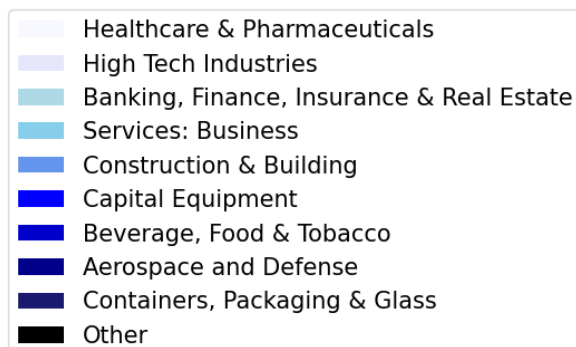 Healthcare & Pharmaceuticals
High Tech Industries
Banking, Finance, Insurance & Real Estate
Services: Business
Construction & Building
Capital Equipment
Beverage, Food & Tobacco
Aerospace and Defense
Containers, Packaging & Glass
Other